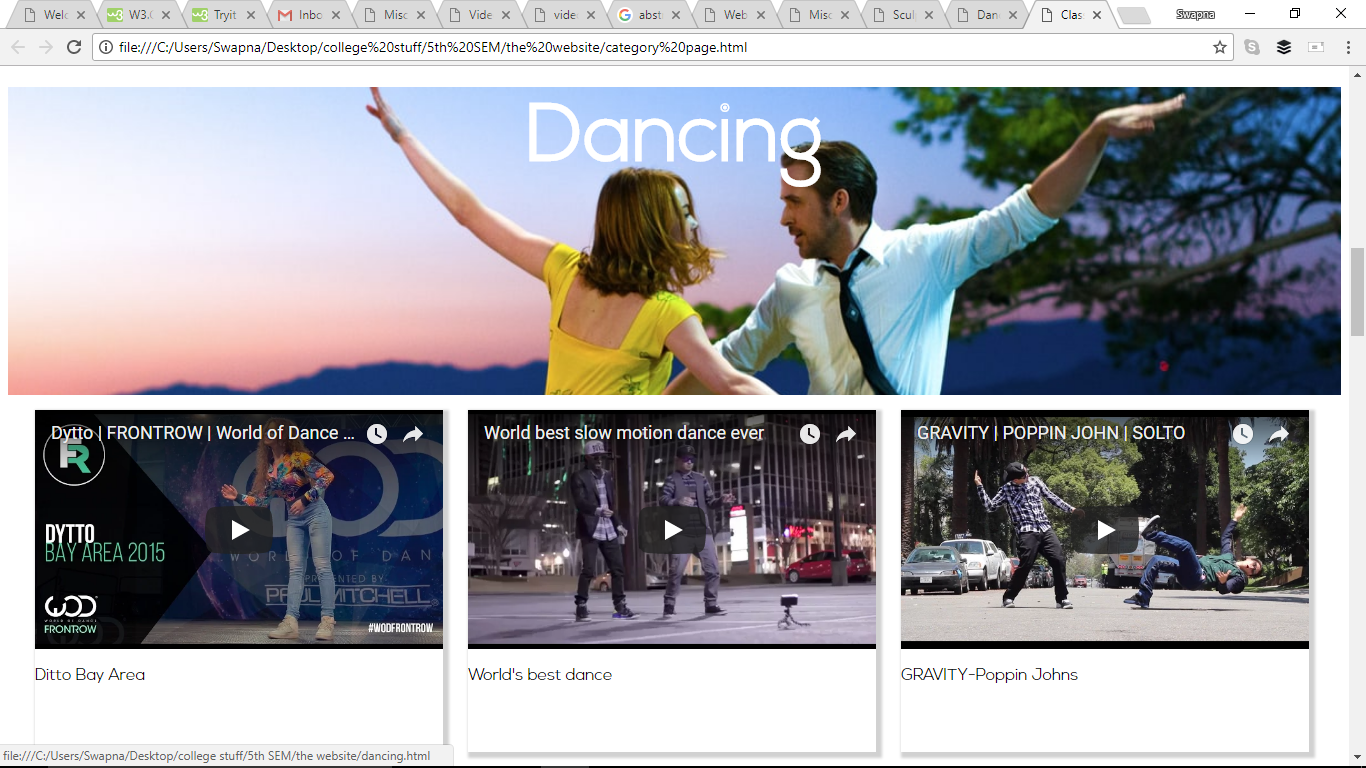 Welc
W3.C
Tryit
Inbo
Misc
Vide
video
abst
Web
Misc
Scul
Dan
Class
Swapna
file:///C:/Users/Swapna/Desktop/college%20stuff/5th%20SEM/the%20website/category%20page.html
Dancing
Dytto | FRONTROW | World of Dance ...
FR
DYTTO
BAY AREA 2015
WORLD OF DANC
PRESENTED BY:
PAUL MITCHELL
WOD
WORLD OF DANCE
FRONTROW
#WODFRONTROW
World best slow motion dance ever
GRAVITY | POPPIN JOHN | SOLTO
Ditto Bay Area
World's best dance
GRAVITY-Poppin Johns
file:///C:/Users/Swapna/Desktop/college stuff/5th SEM/the website/dancing.html